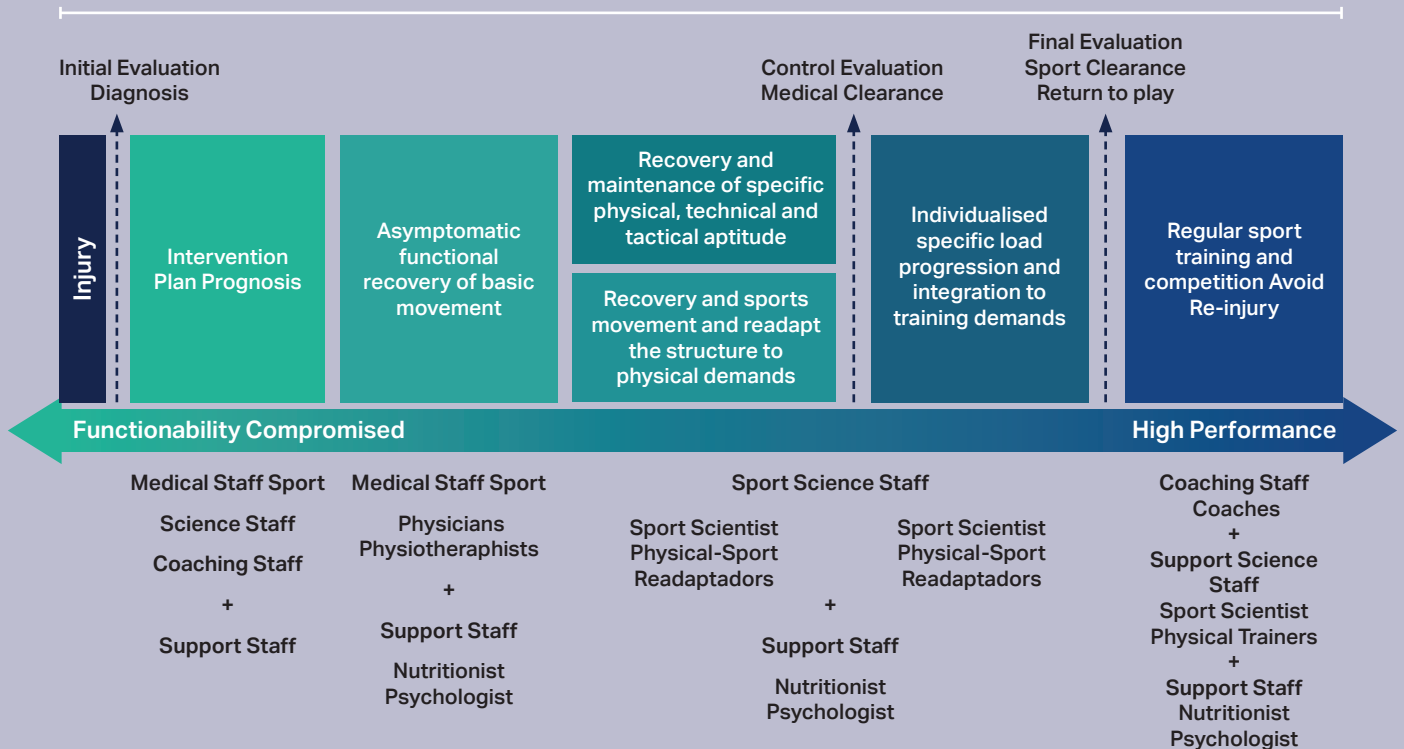 Initial Evaluation
Diagnosis
Control Evaluation
Medical Clearance
Final Evaluation
Sport Clearance
Return to play
Injury
Intervention
Plan Prognosis
Asymptomatic
functional
recovery of basic
movement
Recovery and
maintenance of specific
physical, technical and
tactical aptitude
Recovery and sports
movement and readapt
the structure to
physical demands
Individualised
specific load
progression and
integration to
training demands
Regular sport
training and
competition Avoid
Re-injury
Functionability Compromised
High Performance
Medical Staff Sport
Science Staff
Coaching Staff
+
Support Staff
Medical Staff Sport
Physicians
Physiotheraphists
+
Support Staff
Nutritionist
Psychologist
Sport Science Staff
Sport Scientist
Physical-Sport
Readaptadors
Sport Scientist
Physical-Sport
Readaptadors
+
Support Staff
Nutritionist
Psychologist
Coaching Staff
Coaches
+
Support Science
Staff
Sport Scientist
Physical Trainers
+
Support Staff
Nutritionist
Psychologist